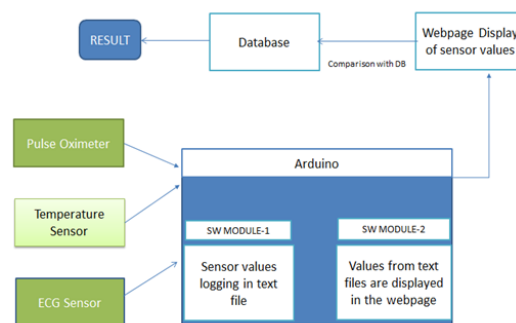 RESULT
Database
Webpage Display
of sensor values
Comparison with DB
Pulse Oximeter
Temperature
Sensor
ECG Sensor
Arduino
SW MODULE-1
Sensor values
logging in text
file
SW MODULE-2
Values from text
files are displayed
in the webpage